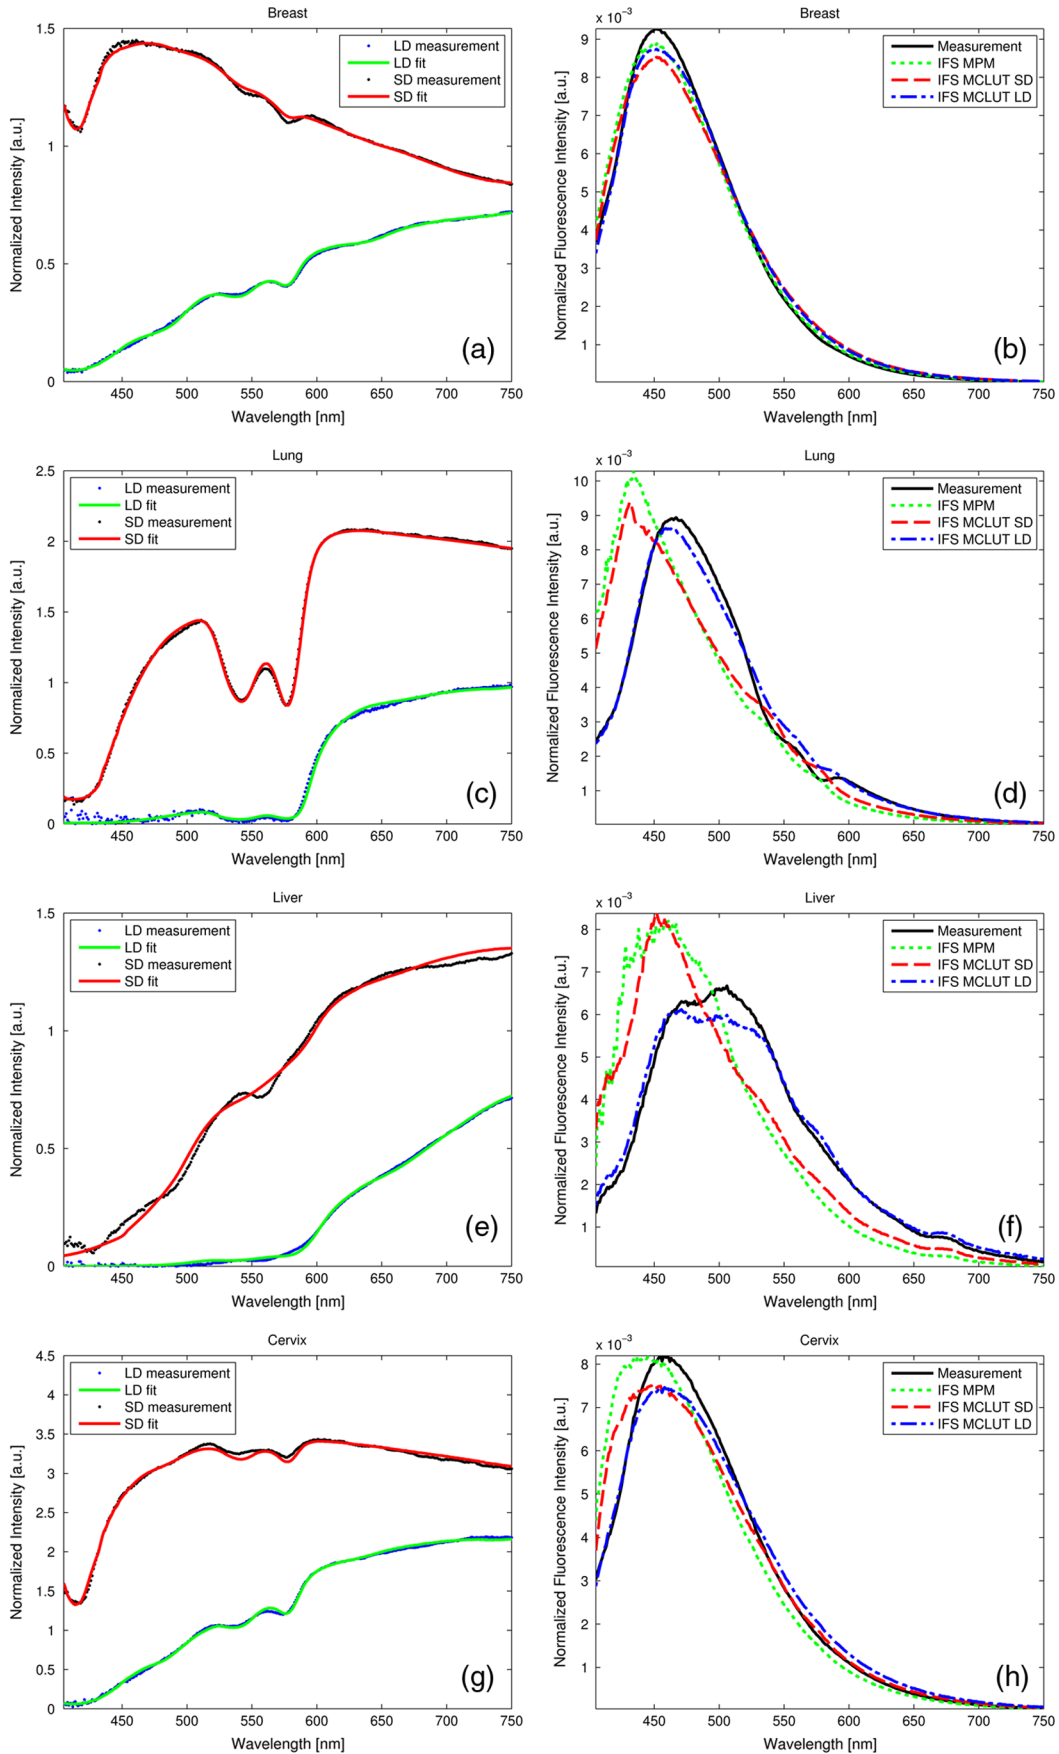 Breast
1.5
1
0.5
0
450 500 550 600 650 700 750
Wavelength [nm]
Normalized Intensity [a.u.]
LD measurement
LD fit
SD measurement
SD fit
(a)
Breast
x 10⁻³
9
8
7
6
5
4
3
2
1
450 500 550 600 650 700 750
Wavelength [nm]
Normalized Fluorescence Intensity [a.u.]
Measurement
IFS MPM
IFS MCLUT SD
IFS MCLUT LD
(b)
Lung
2.5
2
1.5
1
0.5
0
450 500 550 600 650 700 750
Wavelength [nm]
Normalized Intensity [a.u.]
LD measurement
LD fit
SD measurement
SD fit
(c)
Lung
x 10⁻³
10
9
8
7
6
5
4
3
2
1
450 500 550 600 650 700 750
Wavelength [nm]
Normalized Fluorescence Intensity [a.u.]
Measurement
IFS MPM
IFS MCLUT SD
IFS MCLUT LD
(d)
Liver
1.5
1
0.5
0
450 500 550 600 650 700 750
Wavelength [nm]
Normalized Intensity [a.u.]
LD measurement
LD fit
SD measurement
SD fit
(e)
Liver
x 10⁻³
8
7
6
5
4
3
2
1
450 500 550 600 650 700 750
Wavelength [nm]
Normalized Fluorescence Intensity [a.u.]
Measurement
IFS MPM
IFS MCLUT SD
IFS MCLUT LD
(f)
Cervix
4.5
4
3.5
3
2.5
2
1.5
1
0.5
0
450 500 550 600 650 700 750
Wavelength [nm]
Normalized Intensity [a.u.]
LD measurement
LD fit
SD measurement
SD fit
(g)
Cervix
x 10⁻³
8
7
6
5
4
3
2
1
450 500 550 600 650 700 750
Wavelength [nm]
Normalized Fluorescence Intensity [a.u.]
Measurement
IFS MPM
IFS MCLUT SD
IFS MCLUT LD
(h)